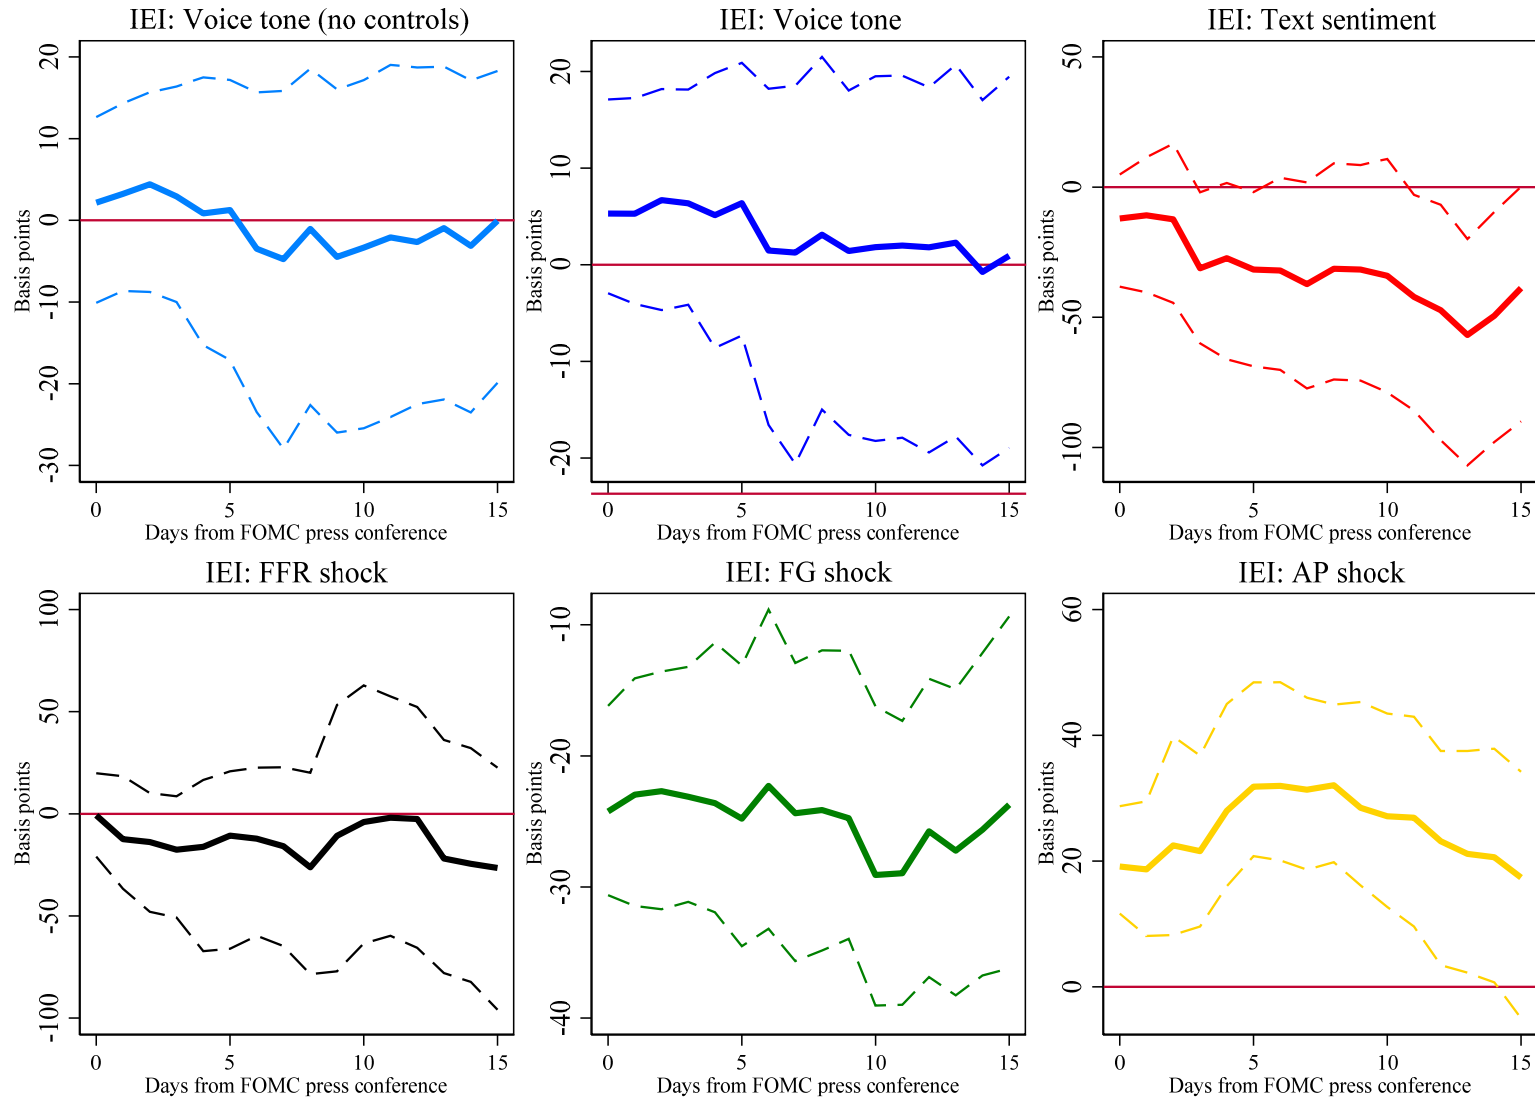 IEI: Voice tone (no controls)
20
10
0
-10
-20
-30
Basis points
0 5 10 15
Days from FOMC press conference
IEI: Voice tone
20
10
0
-10
-20
Basis points
0 5 10 15
Days from FOMC press conference
IEI: Text sentiment
50
0
-50
-100
Basis points
0 5 10 15
Days from FOMC press conference
IEI: FFR shock
100
50
0
-50
-100
Basis points
0 5 10 15
Days from FOMC press conference
IEI: FG shock
-10
-20
-30
-40
Basis points
0 5 10 15
Days from FOMC press conference
IEI: AP shock
60
40
20
0
Basis points
0 5 10 15
Days from FOMC press conference